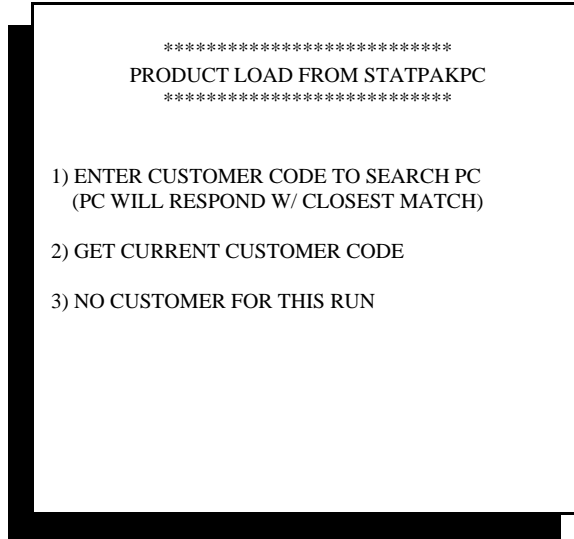 ***************************
PRODUCT LOAD FROM STATPAKPC
***************************
1) ENTER CUSTOMER CODE TO SEARCH PC
(PC WILL RESPOND W/ CLOSEST MATCH)
2) GET CURRENT CUSTOMER CODE
3) NO CUSTOMER FOR THIS RUN